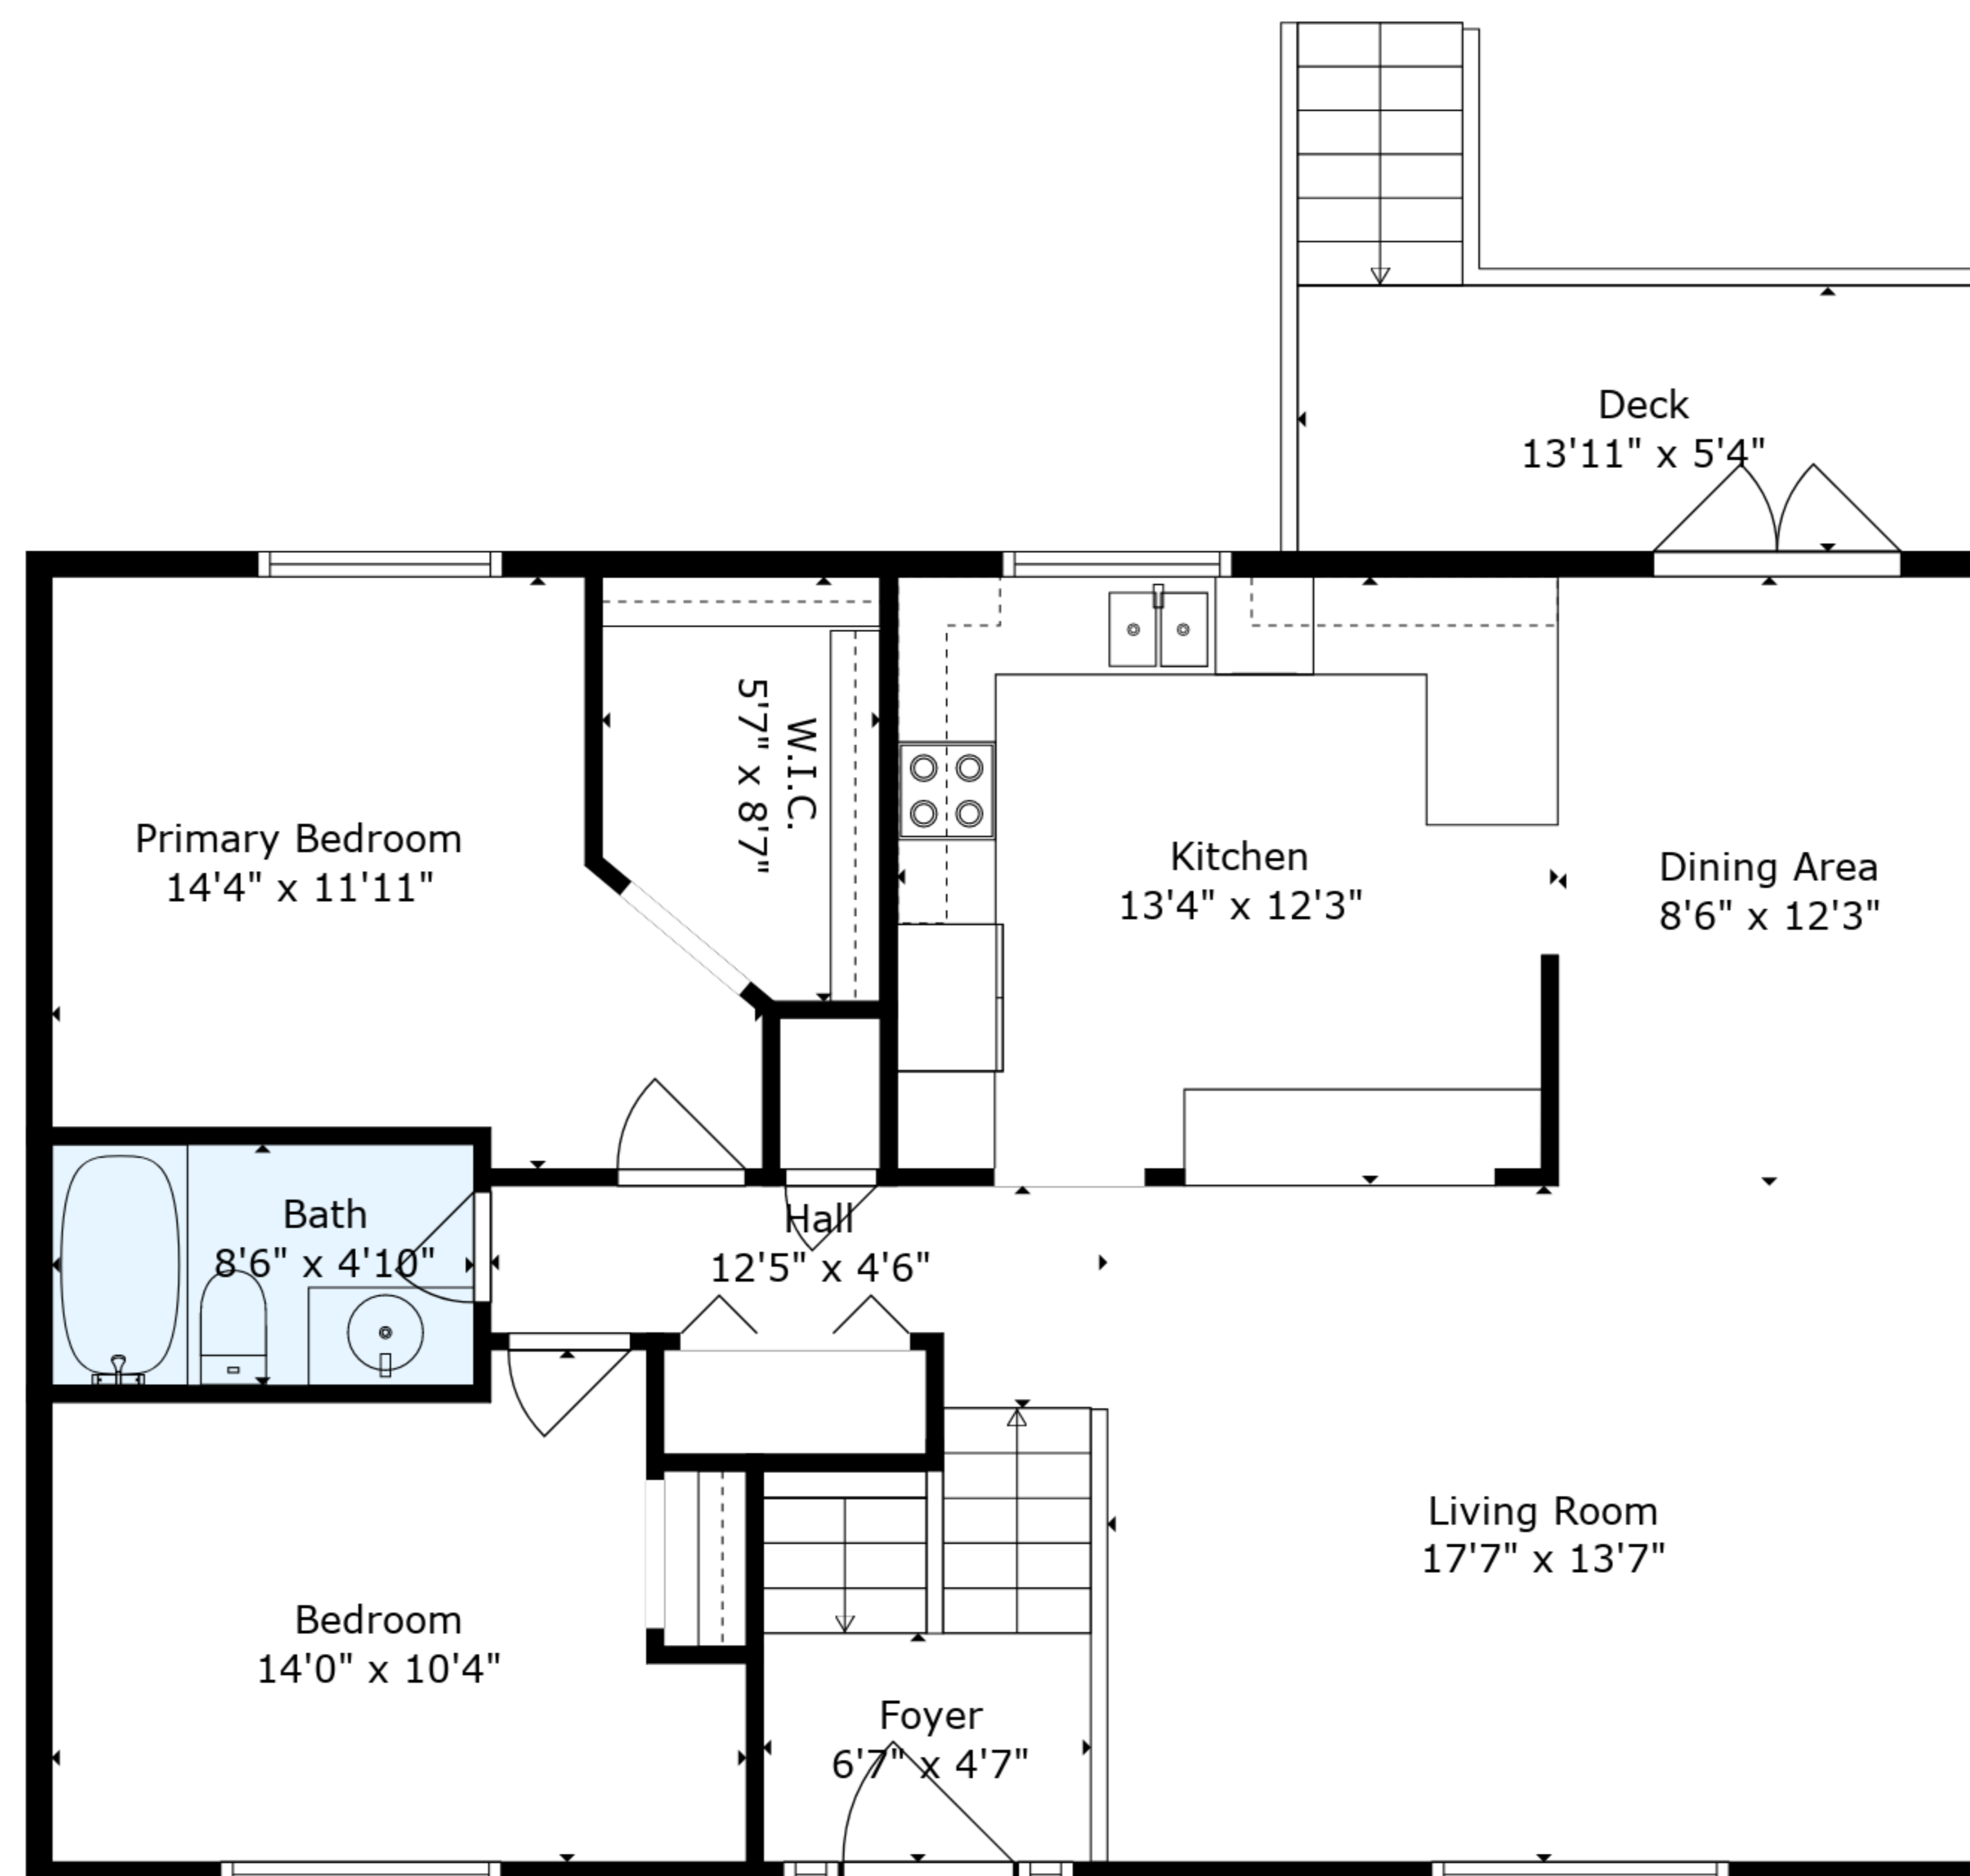 Deck
13'11" x 5'4"
W.I.C.
5'7" x 8'7"
Primary Bedroom
14'4" x 11'11"
Kitchen
13'4" x 12'3"
Dining Area
8'6" x 12'3"
Bath
8'6" x 4'10"
Hall
12'5" x 4'6"
Living Room
17'7" x 13'7"
Bedroom
14'0" x 10'4"
Foyer
6'7" x 4'7"